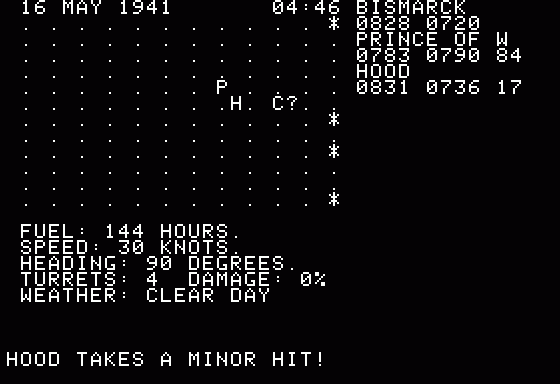 16 MAY 1941 04:46 BISMARCK
. . . . . . . . . . . * 0828 0720
. . . . . . . . . . . . PRINCE OF W
. . . . . . . . . . . . 0783 0790 84
. . . . . . . . . . . . HOOD
P 0831 0736 17
H. C?
*
*
*
FUEL: 144 HOURS.
SPEED: 30 KNOTS.
HEADING: 90 DEGREES.
TURRETS: 4 DAMAGE: 0%
WEATHER: CLEAR DAY
HOOD TAKES A MINOR HIT!